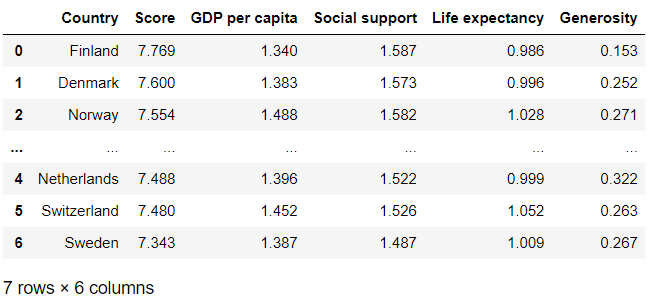 Country Score GDP per capita Social support Life expectancy Generosity
0 Finland 7.769 1.340 1.587 0.986 0.153
1 Denmark 7.600 1.383 1.573 0.996 0.252
2 Norway 7.554 1.488 1.582 1.028 0.271
... ... ... ... ... ... ...
4 Netherlands 7.488 1.396 1.522 0.999 0.322
5 Switzerland 7.480 1.452 1.526 1.052 0.263
6 Sweden 7.343 1.387 1.487 1.009 0.267
7 rows × 6 columns